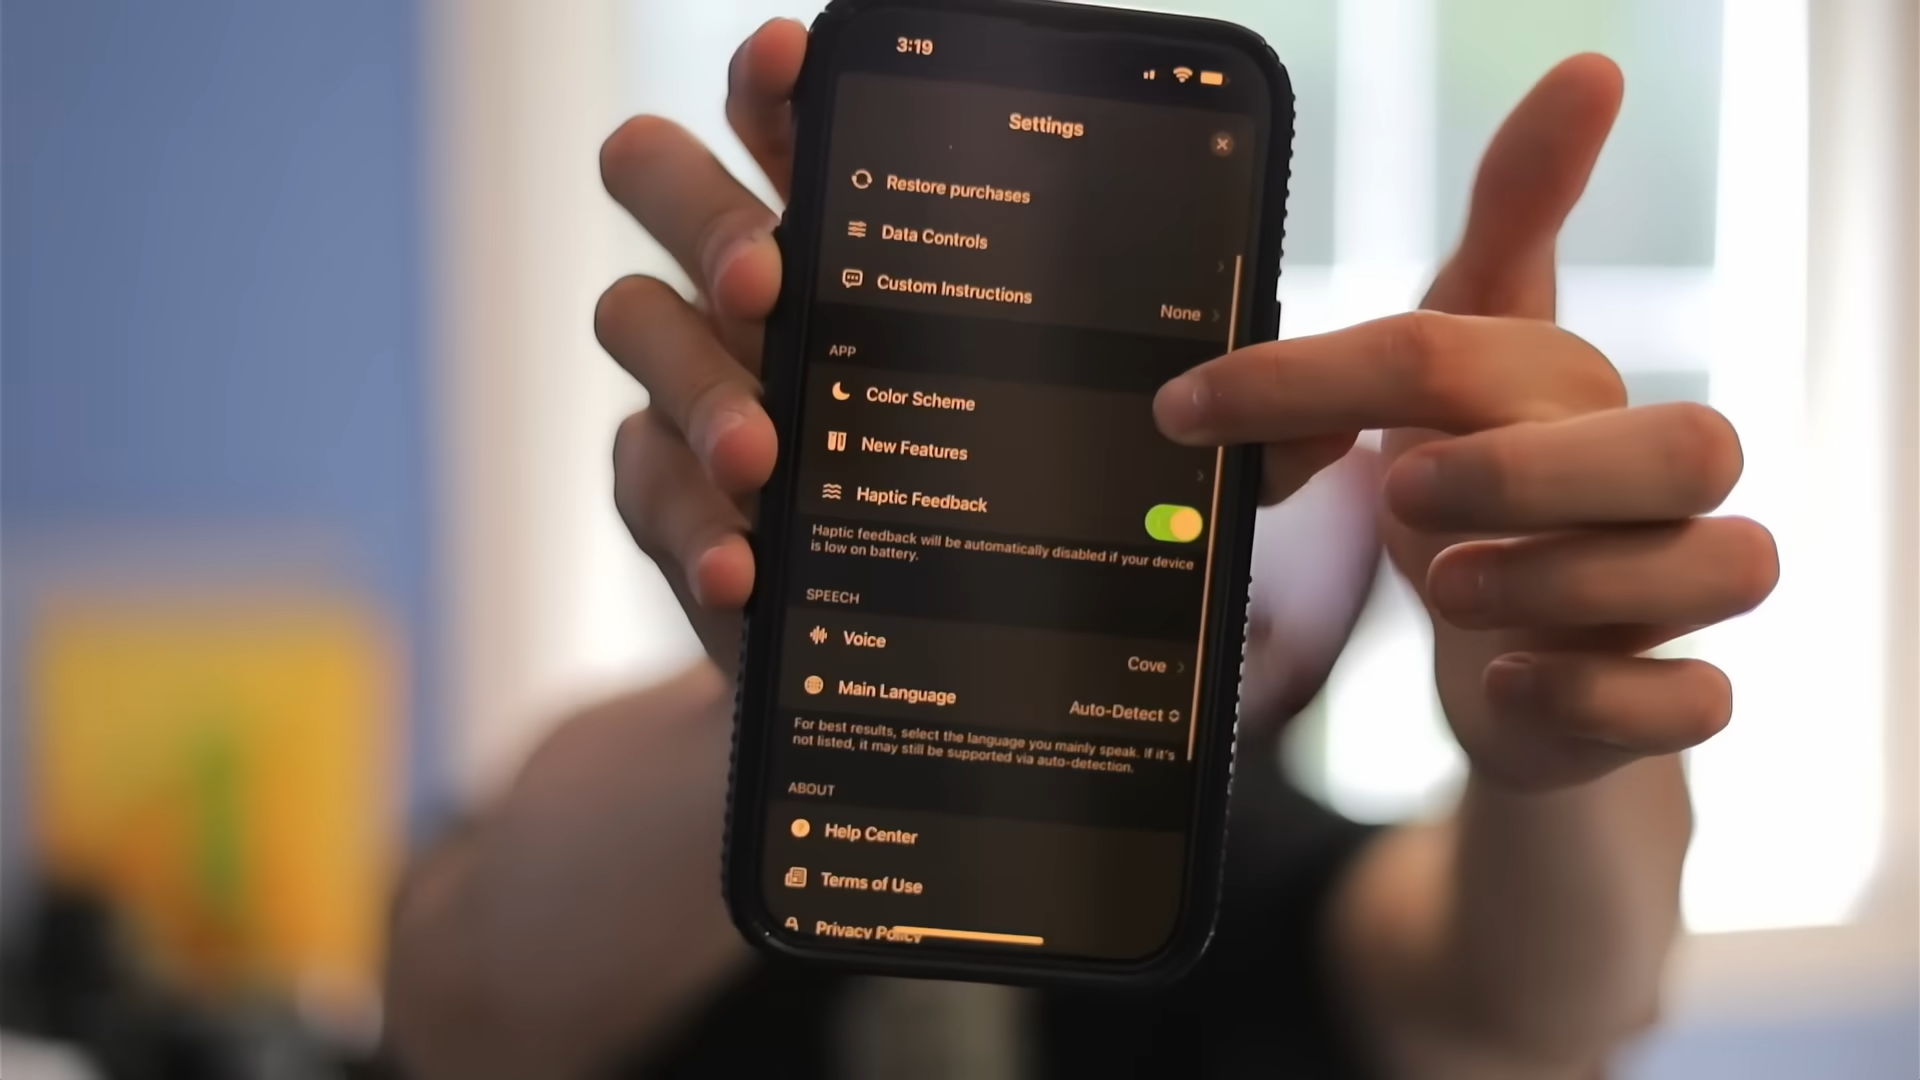 3:19
Settings
Restore purchases
Data Controls
Custom Instructions
None
APP
Color Scheme
New Features
Haptic Feedback
Haptic feedback will be automatically disabled if your device
is low on battery.
SPEECH
Voice
Cove
Main Language
Auto-Detect
For best results, select the language you mainly speak. If it's
not listed, it may still be supported via auto-detection.
ABOUT
Help Center
Terms of Use
Privacy Policy